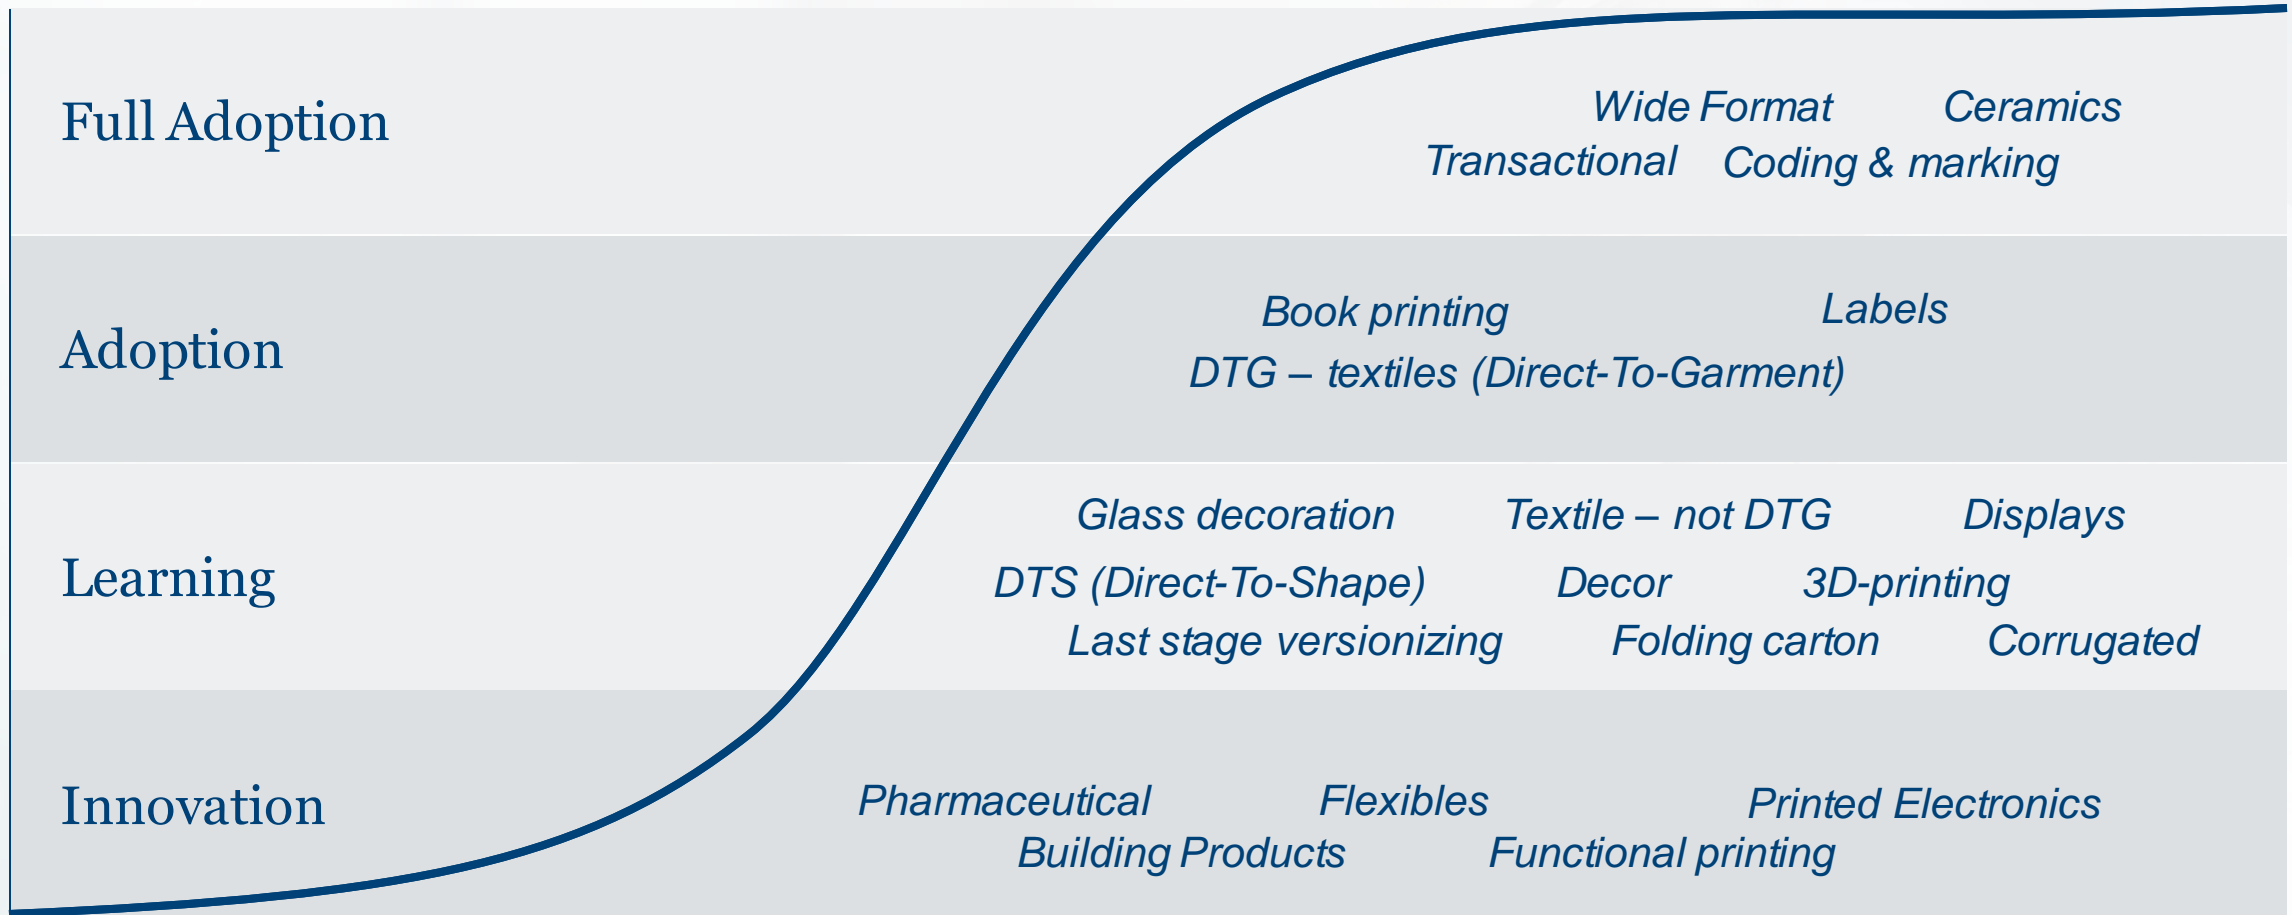 Full Adoption
Wide Format Ceramics
Transactional Coding & marking
Adoption
Book printing Labels
DTG – textiles (Direct-To-Garment)
Learning
Glass decoration Textile – not DTG Displays
DTS (Direct-To-Shape) Decor 3D-printing
Last stage versionizing Folding carton Corrugated
Innovation
Pharmaceutical Flexibles Printed Electronics
Building Products Functional printing